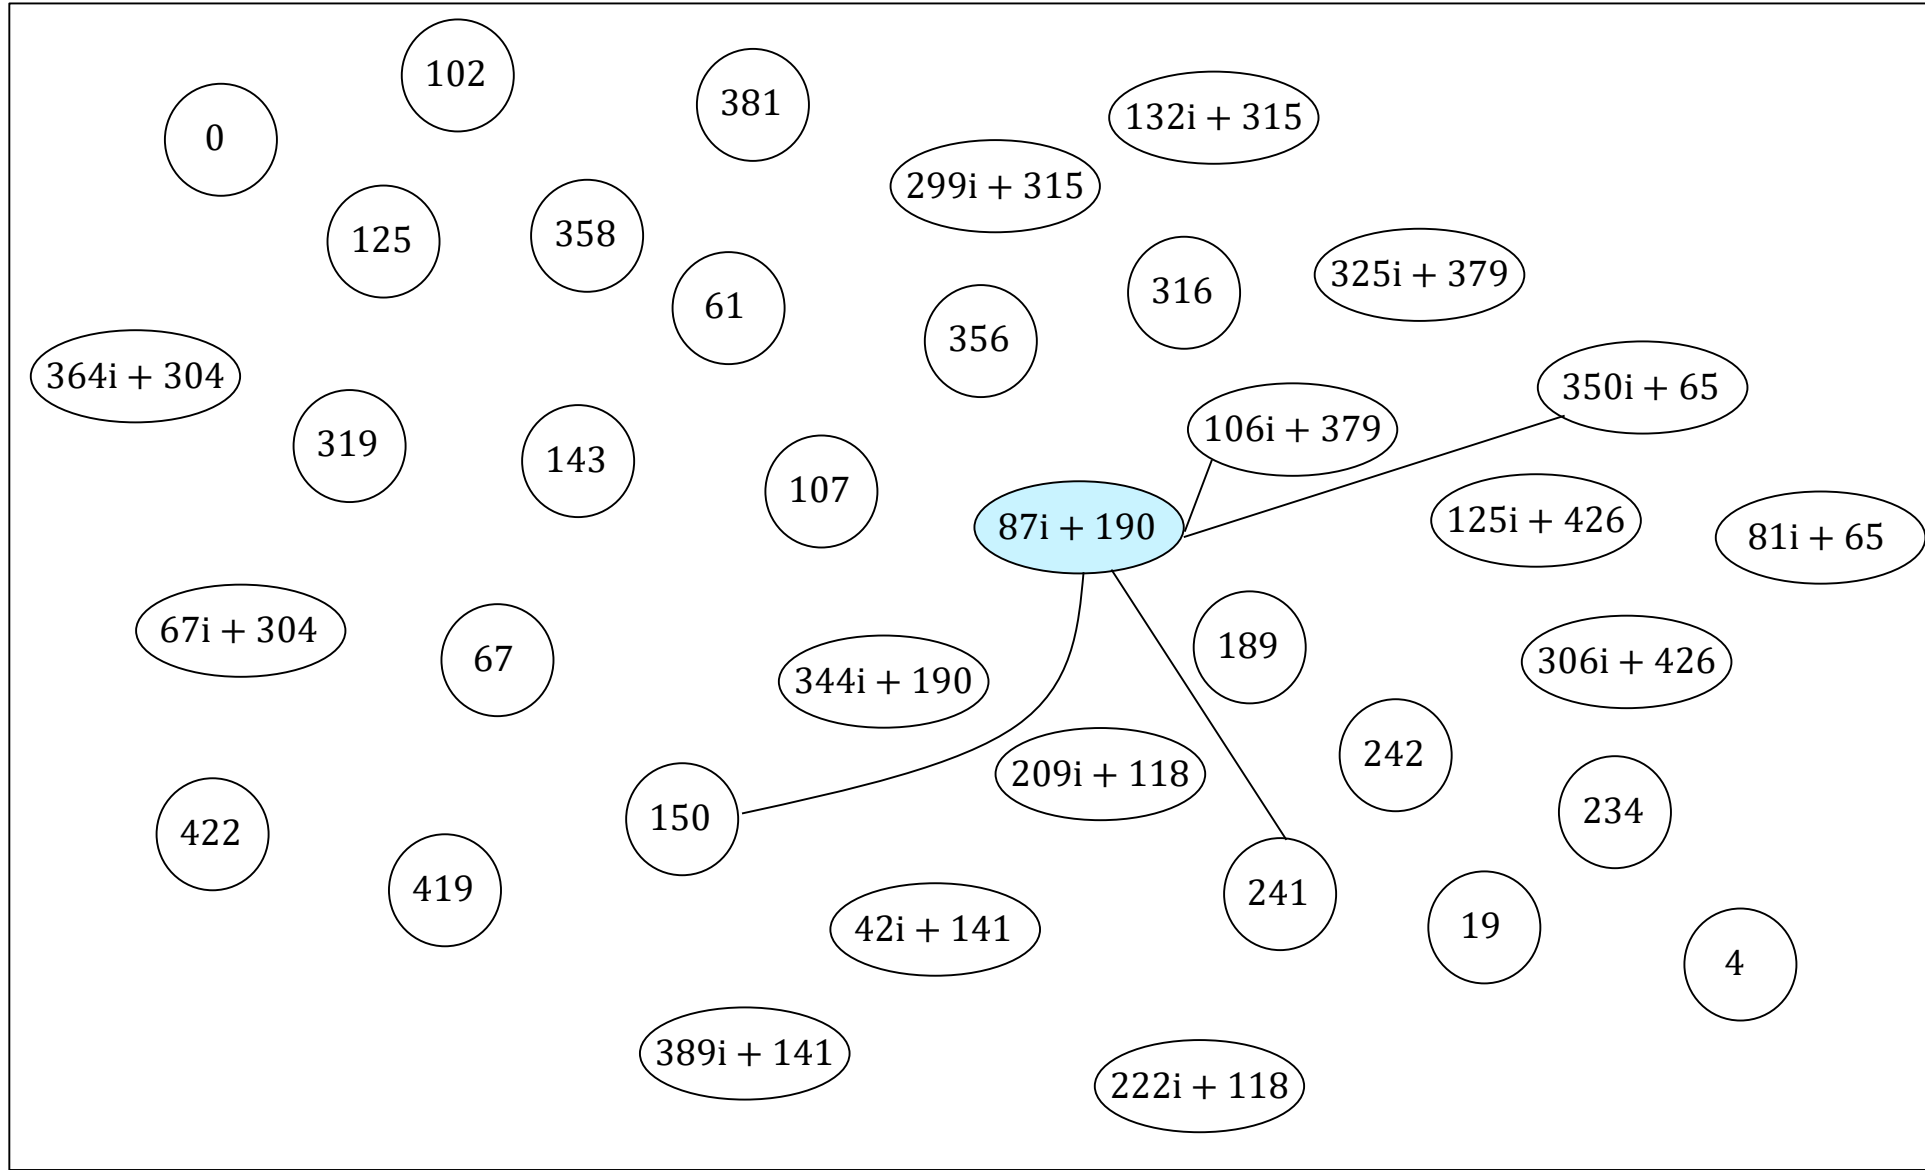 102
381
132i + 315
0
299i + 315
125
358
325i + 379
61
316
356
364i + 304
350i + 65
106i + 379
319
143
107
87i + 190
125i + 426
81i + 65
67i + 304
67
189
306i + 426
344i + 190
242
209i + 118
234
150
422
419
241
42i + 141
19
4
389i + 141
222i + 118